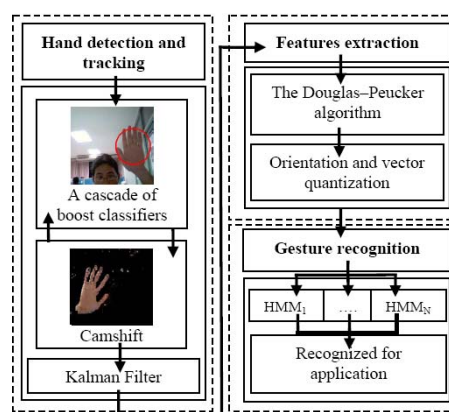 Hand detection and
tracking
A cascade of
boost classifiers
Camshift
Kalman Filter
Features extraction
The Douglas–Peucker
algorithm
Orientation and vector
quantization
Gesture recognition
HMM₁ …. HMM_N
Recognized for
application